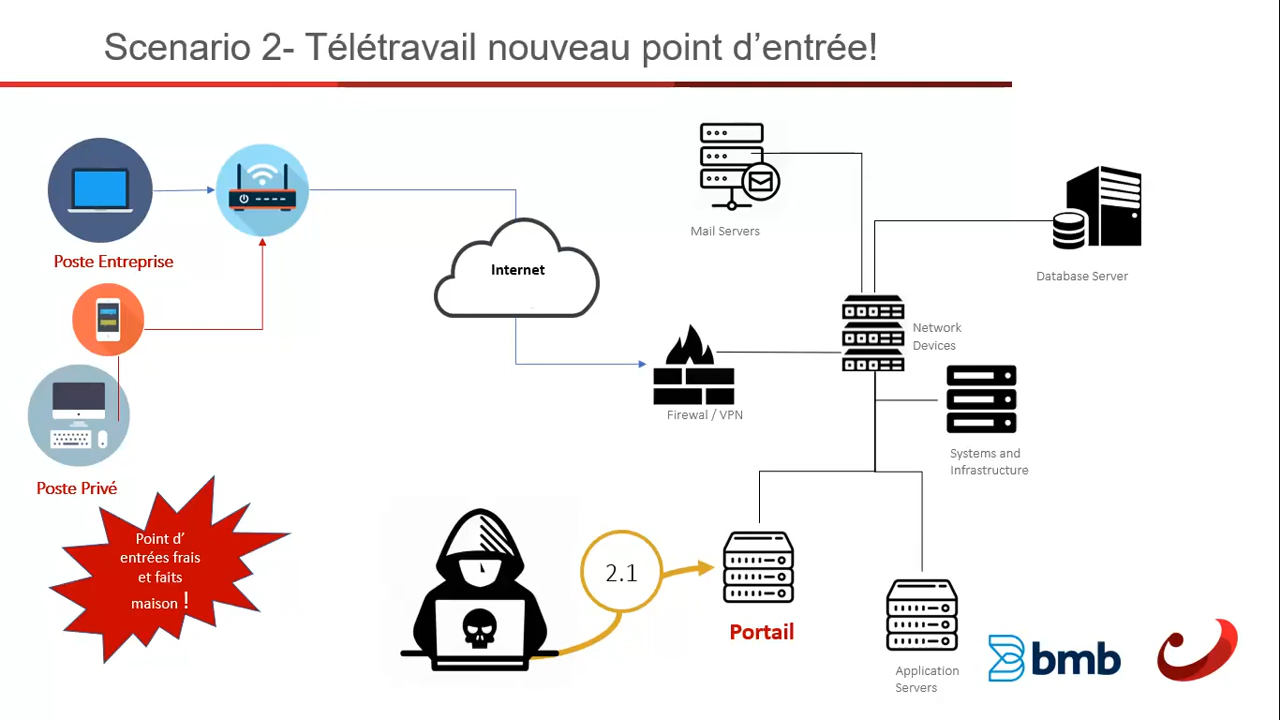 Scenario 2- Télétravail nouveau point d’entrée!
Poste Entreprise
Internet
Mail Servers
Database Server
Network
Devices
Firewal / VPN
Systems and
Infrastructure
Poste Privé
Point d’
entrées frais
et faits
maison !
2.1
Portail
Application
Servers
bmb